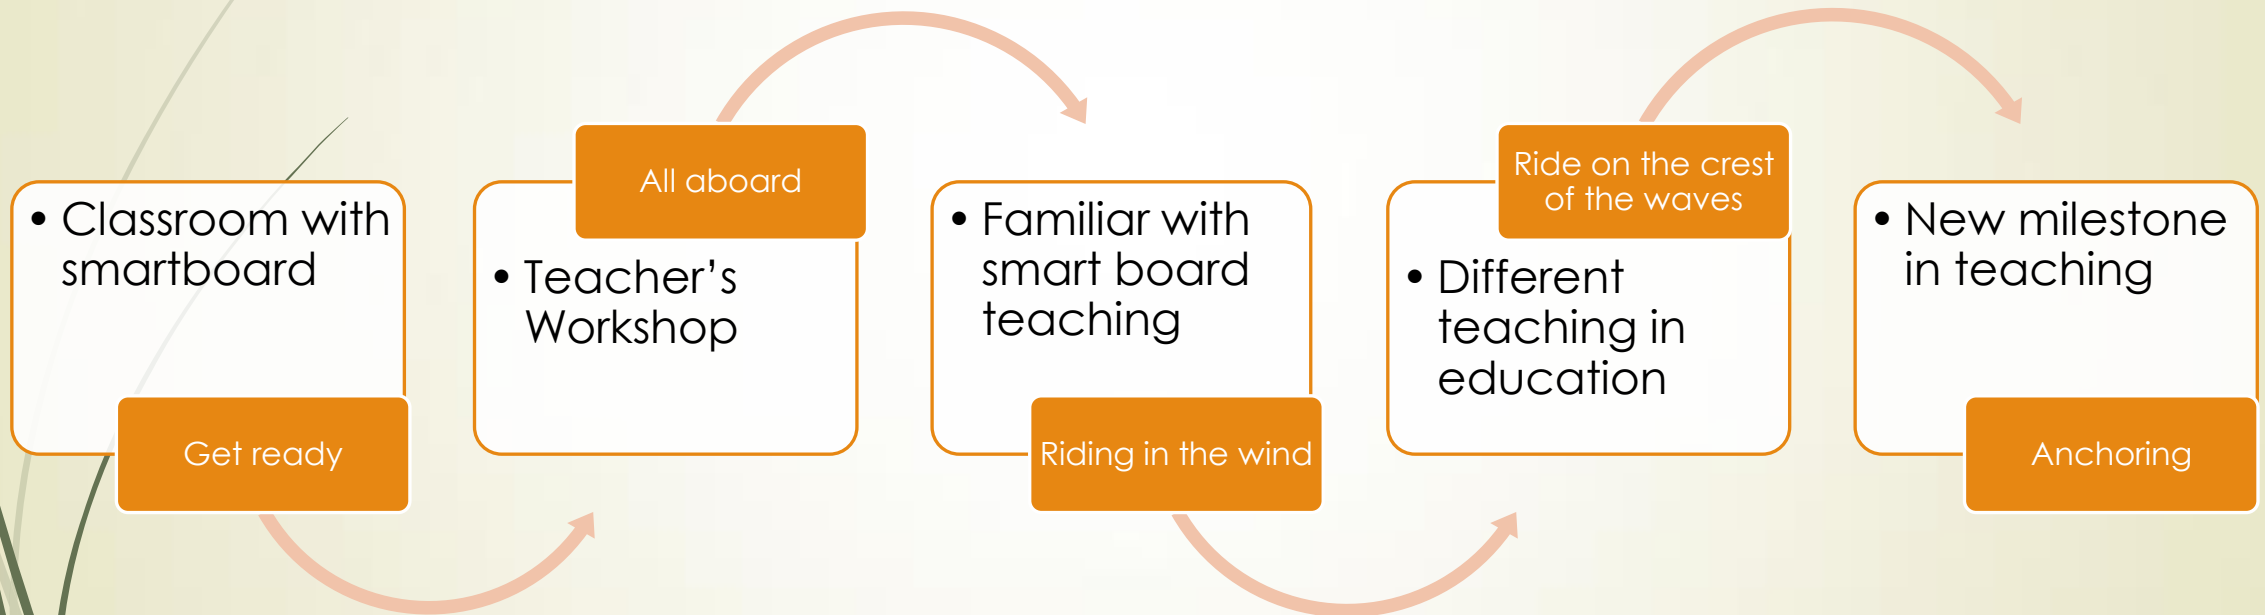 • Classroom with
smartboard
Get ready
All aboard
• Teacher’s
Workshop
• Familiar with
smart board
teaching
Riding in the wind
Ride on the crest
of the waves
• Different
teaching in
education
• New milestone
in teaching
Anchoring